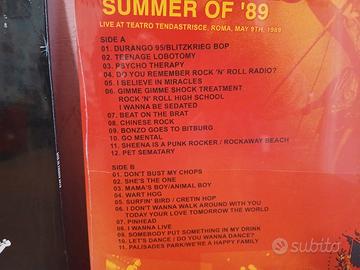 SUMMER OF '89
LIVE AT TEATRO TENDASTRISCE, ROMA, MAY 9TH, 1989
SIDE A
01. DURANGO 95/BLITZKRIEG BOP
02. TEENAGE LOBOTOMY
03. PSYCHO THERAPY
04. DO YOU REMEMBER ROCK 'N' ROLL RADIO?
05. I BELIEVE IN MIRACLES
06. GIMME GIMME SHOCK TREATMENT
ROCK 'N' ROLL HIGH SCHOOL
I WANNA BE SEDATED
07. BEAT ON THE BRAT
08. CHINESE ROCK
09. BONZO GOES TO BITBURG
10. GO MENTAL
11. SHEENA IS A PUNK ROCKER / ROCKAWAY BEACH
12. PET SEMATARY
SIDE B
01. DON'T BUST MY CHOPS
02. SHE'S THE ONE
03. MAMA'S BOY/ANIMAL BOY
04. WART HOG
05. SURFIN' BIRD / CRETIN HOP
06. I DON'T WANNA WALK AROUND WITH YOU
TODAY YOUR LOVE TOMORROW THE WORLD
07. PINHEAD
08. I WANNA LIVE
09. SOMEBODY PUT SOMETHING IN MY DRINK
10. LET'S DANCE / DO YOU WANNA DANCE?
11. PALISADES PARK/WE'RE A HAPPY FAMILY
subito